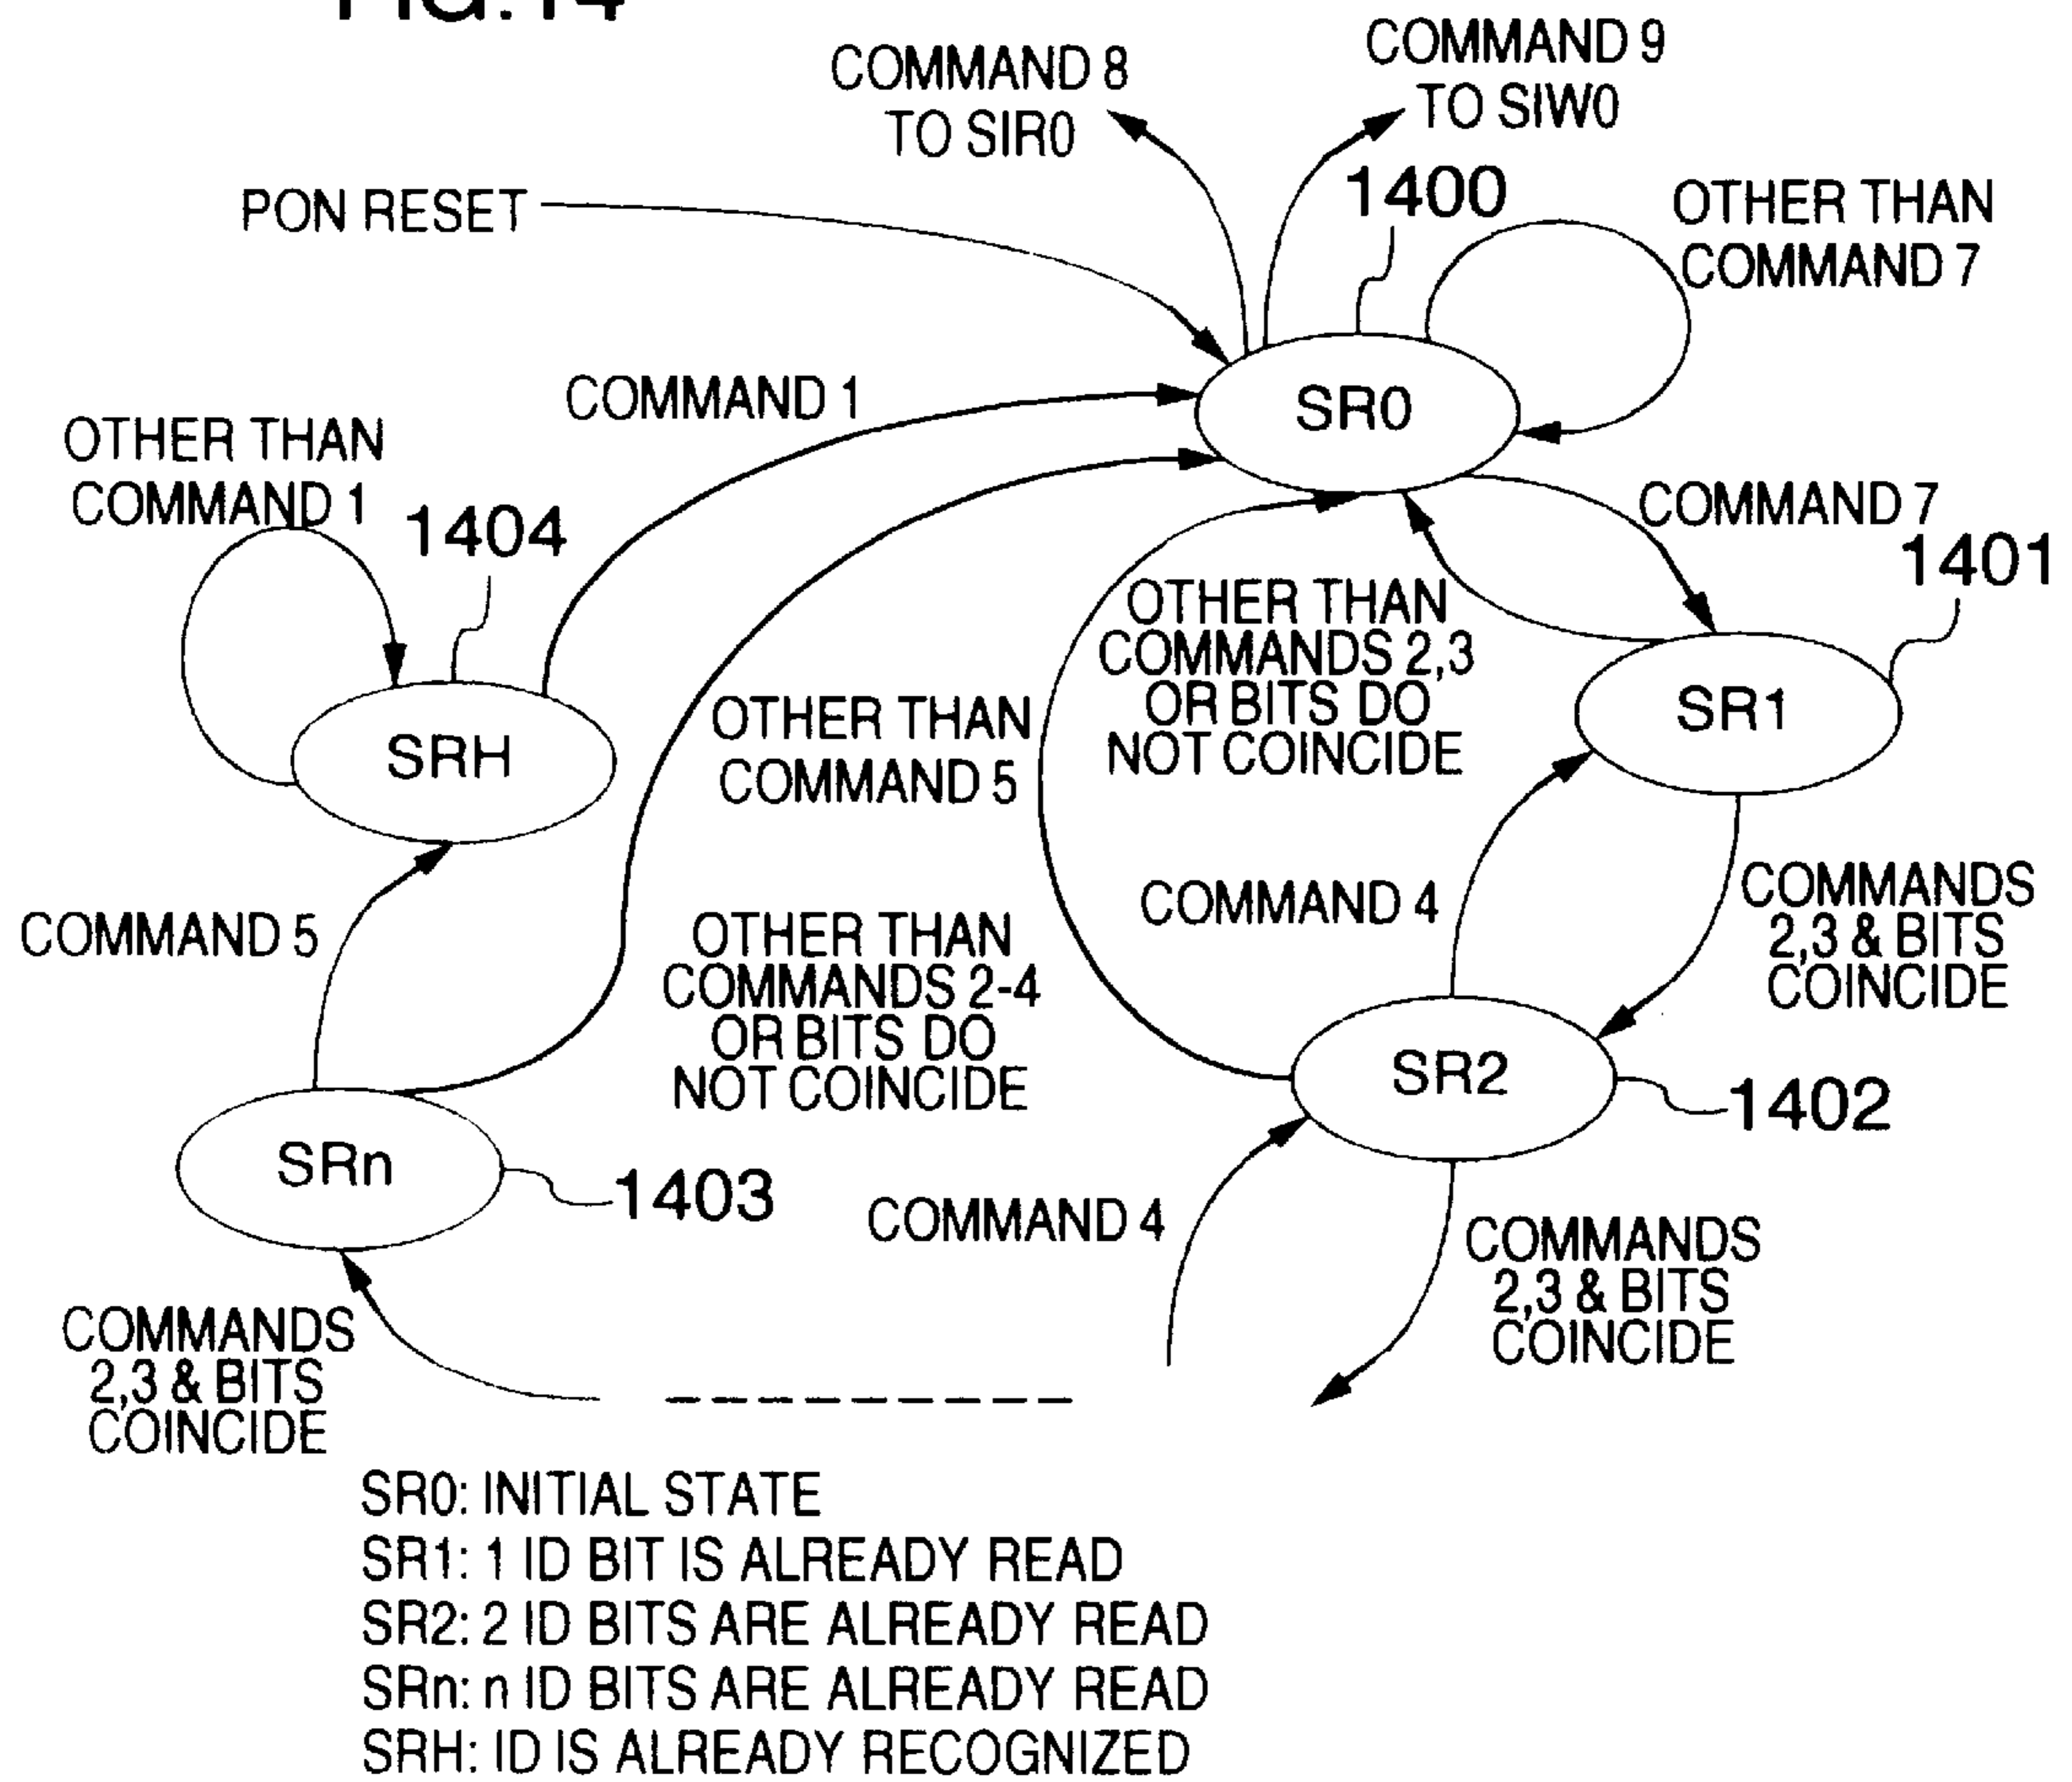 FIG.14
COMMAND 8
TO SIR0
COMMAND 9
TO SIW0
PON RESET
1400
OTHER THAN
COMMAND 7
COMMAND 1
SR0
OTHER THAN
COMMAND 1
1404
COMMAND 7
1401
OTHER THAN
COMMANDS 2,3
OR BITS DO
NOT COINCIDE
SR1
SRH
OTHER THAN
COMMAND 5
COMMAND 4
COMMANDS
2,3 & BITS
COINCIDE
COMMAND 5
OTHER THAN
COMMANDS 2-4
OR BITS DO
NOT COINCIDE
SR2
1402
SRn
1403
COMMAND 4
COMMANDS
2,3 & BITS
COINCIDE
COMMANDS
2,3 & BITS
COINCIDE
SR0: INITIAL STATE
SR1: 1 ID BIT IS ALREADY READ
SR2: 2 ID BITS ARE ALREADY READ
SRn: n ID BITS ARE ALREADY READ
SRH: ID IS ALREADY RECOGNIZED